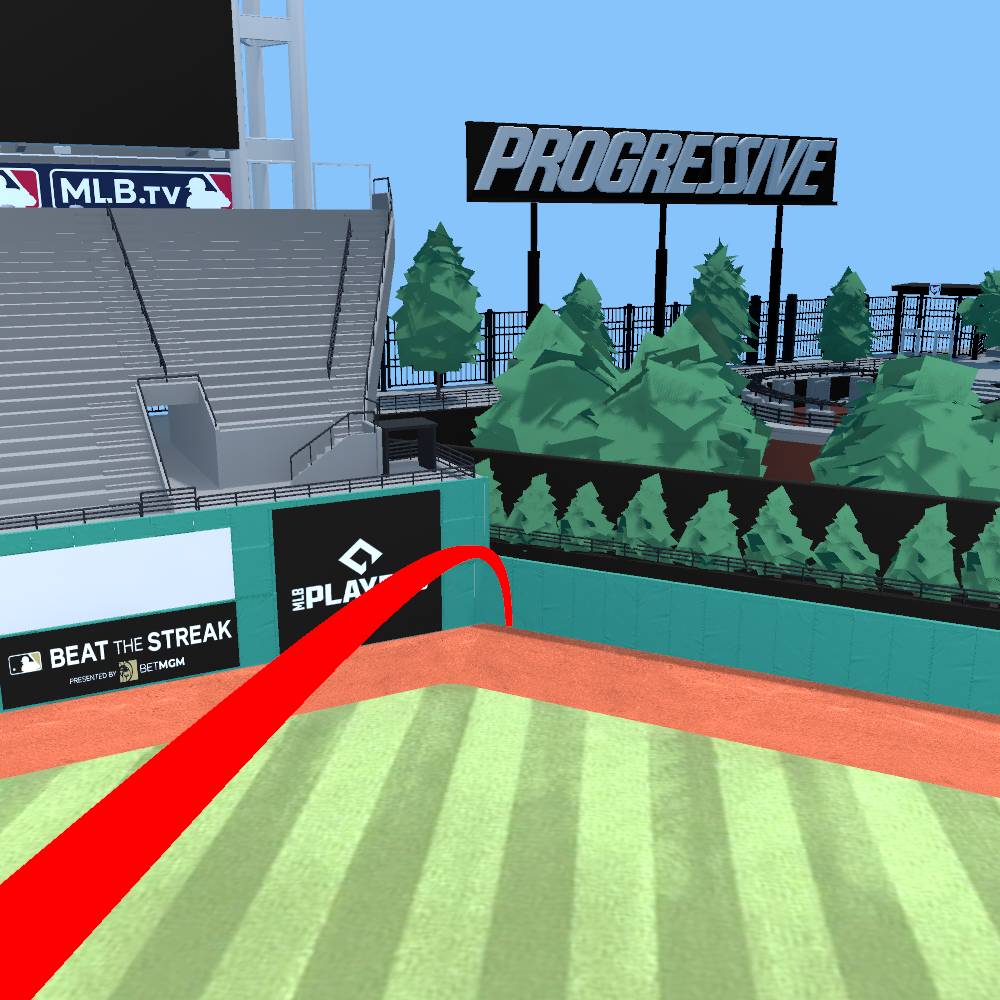 PROGRESSIVE
MLB.TV
MLB
BEAT THE STREAK
PRESENTED BY BETMGM